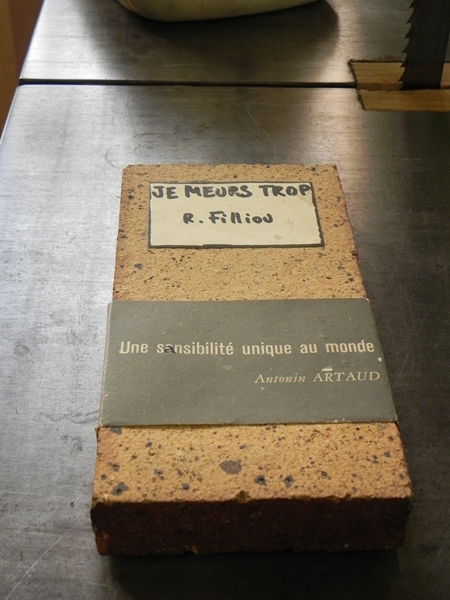 JE MEURS TROP
R. Filliou
Une sensibilité unique au monde
Antonin ARTAUD